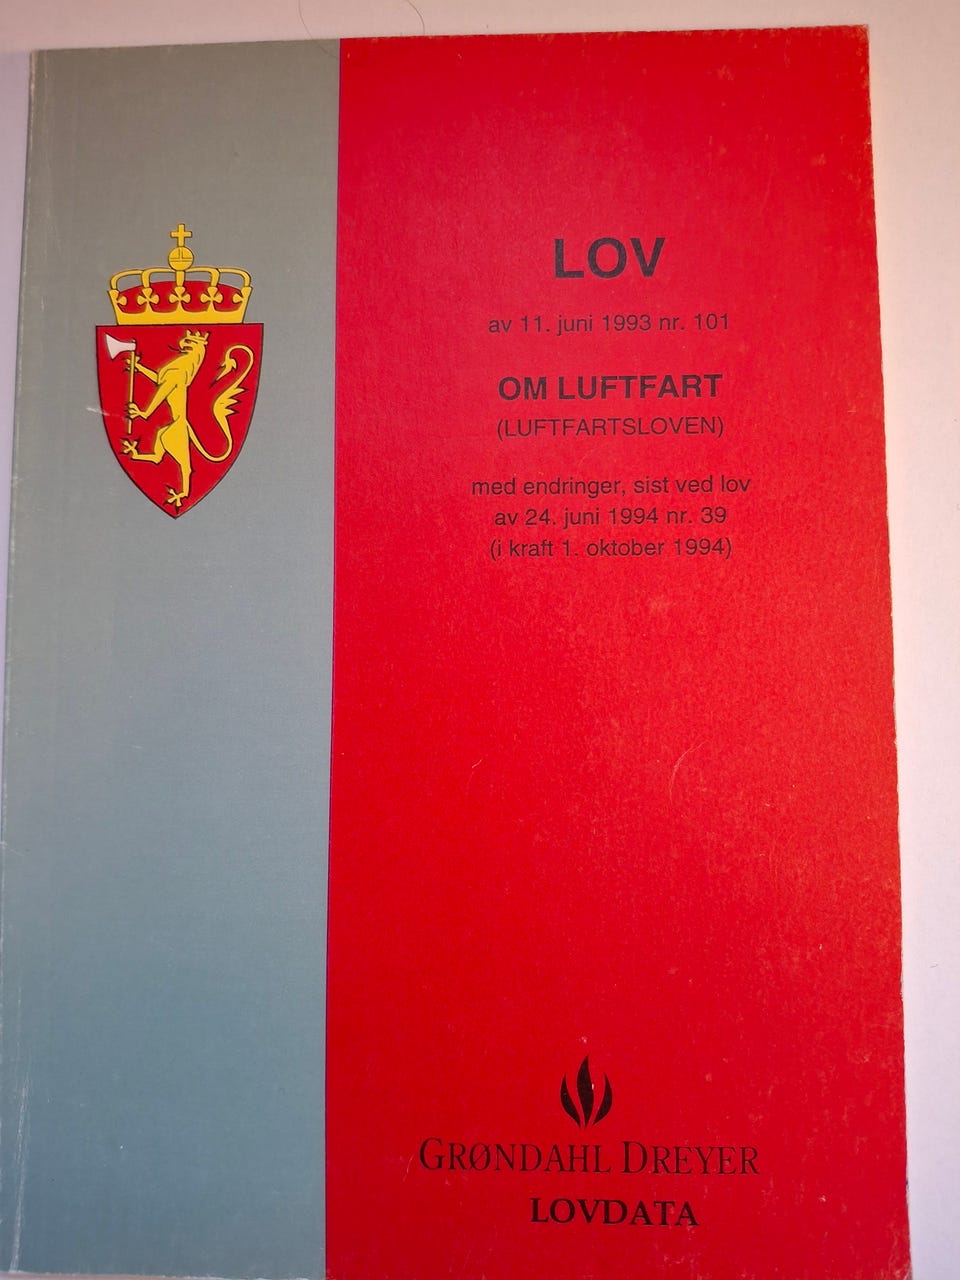 LOV
av 11. juni 1993 nr. 101
OM LUFTFART
(LUFTFARTSLOVEN)
med endringer, sist ved lov
av 24. juni 1994 nr. 39
(i kraft 1. oktober 1994)
GRØNDAHL DREYER
LOVDATA